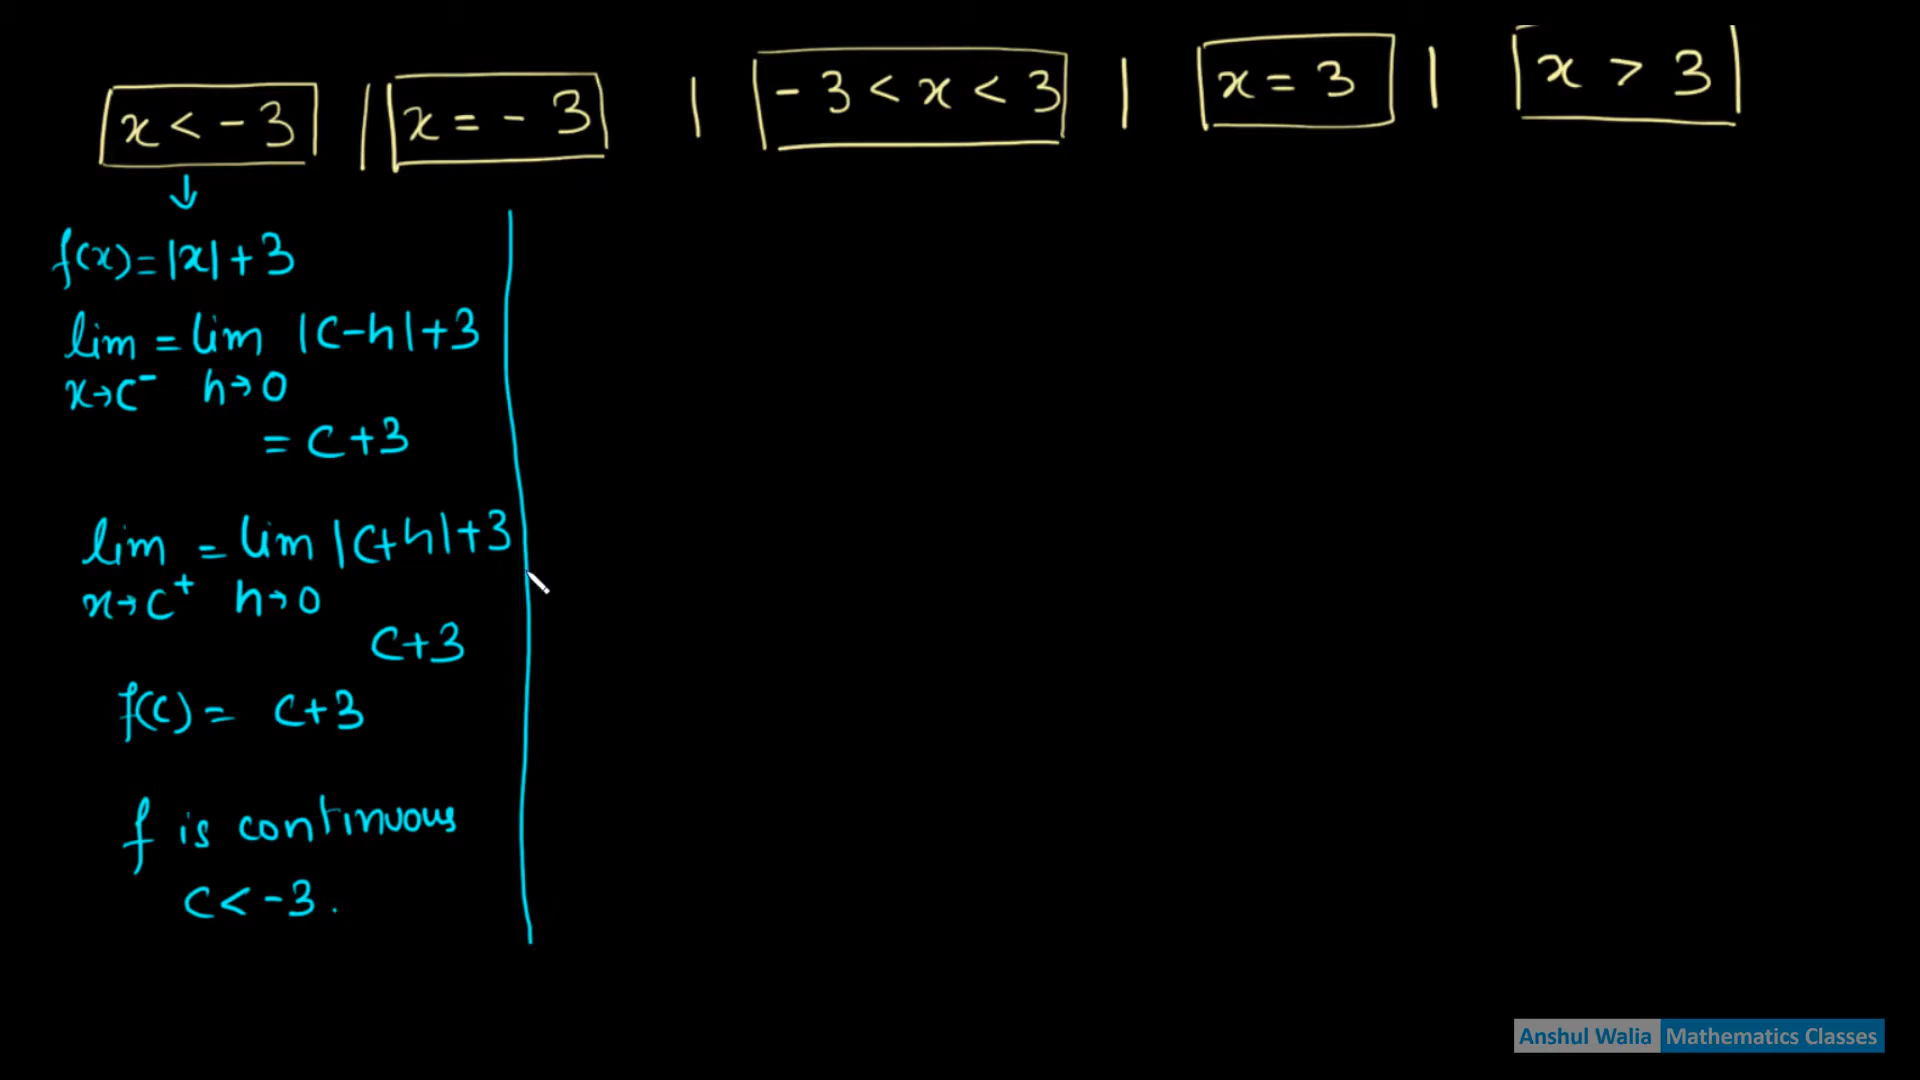 x < -3 | x = -3 | -3 < x < 3 | x = 3 | x > 3
↓
f(x) = |x| + 3
lim = lim |c-h| + 3
x→c⁻ h→0
= c+3
lim = lim |c+h| + 3
x→c⁺ h→0
c+3
f(c) = c+3
f is continuous
c < -3 .
Anshul Walia Mathematics Classes